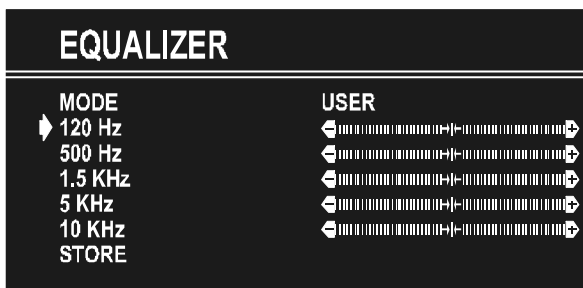 EQUALIZER
MODE USER
120 Hz
500 Hz
1.5 KHz
5 KHz
10 KHz
STORE